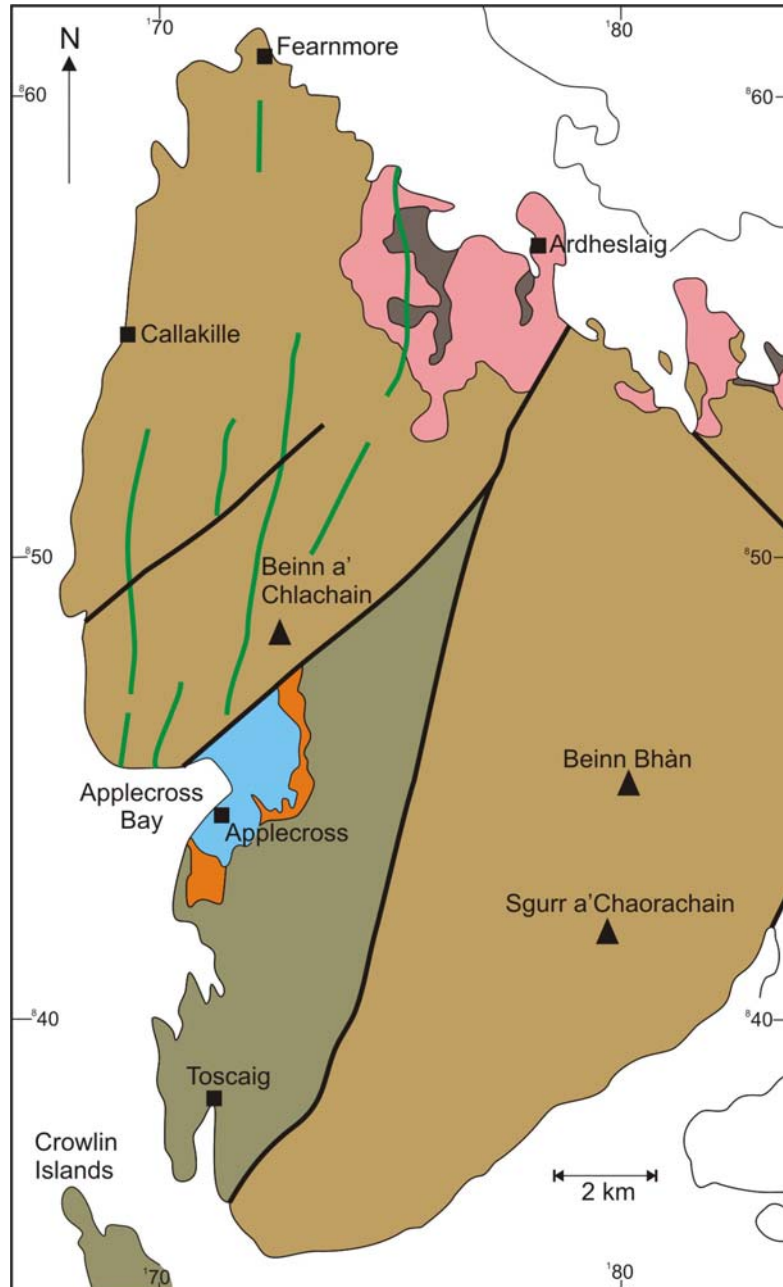 ¹70
¹80
N
Fearnmore
⁸60
⁸60
Ardheslaig
Callakille
⁸50
⁸50
Beinn a'
Chlachain
Beinn Bhàn
Applecross
Bay
Applecross
Sgurr a'Chaorachain
⁸40
⁸40
Toscaig
Crowlin
Islands
2 km
¹70
¹80